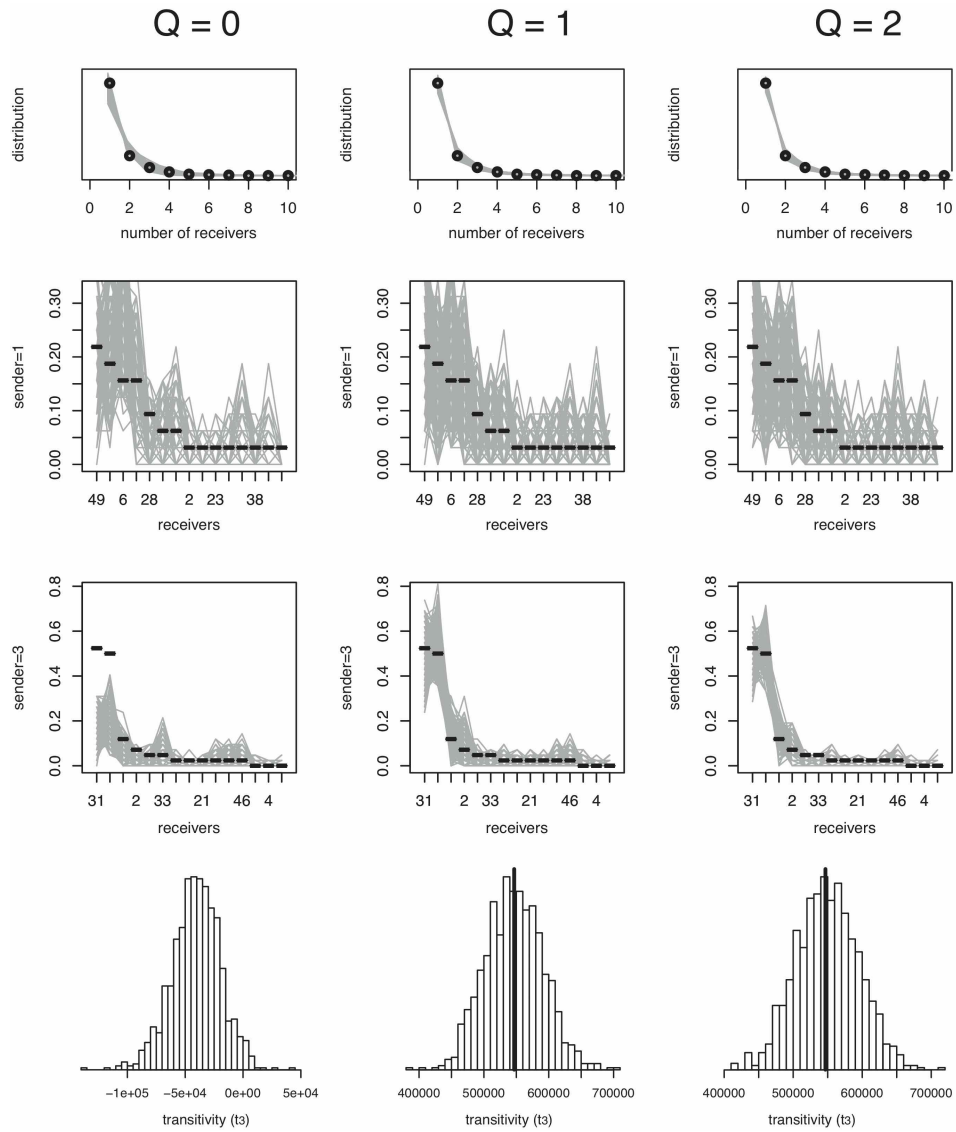 Q = 0
Q = 1
Q = 2
distribution
0 2 4 6 8 10
number of receivers
distribution
0 2 4 6 8 10
number of receivers
distribution
0 2 4 6 8 10
number of receivers
sender=1
0.00 0.10 0.20 0.30
49 6 28 2 23 38
receivers
sender=1
0.00 0.10 0.20 0.30
49 6 28 2 23 38
receivers
sender=1
0.00 0.10 0.20 0.30
49 6 28 2 23 38
receivers
sender=3
0.0 0.2 0.4 0.6 0.8
31 2 33 21 46 4
receivers
sender=3
0.0 0.2 0.4 0.6 0.8
31 2 33 21 46 4
receivers
sender=3
0.0 0.2 0.4 0.6 0.8
31 2 33 21 46 4
receivers
−1e+05 −5e+04 0e+00 5e+04
transitivity (t3)
400000 500000 600000 700000
transitivity (t3)
400000 500000 600000 700000
transitivity (t3)